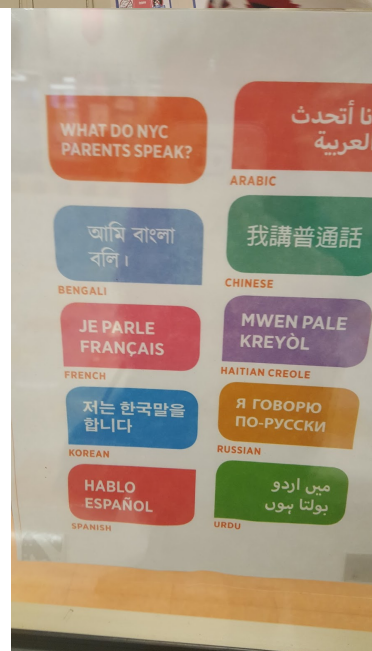 WHAT DO NYC
PARENTS SPEAK?
أتحدث
العربية
ARABIC
আমি বাংলা
বলি।
BENGALI
我講普通話
CHINESE
JE PARLE
FRANÇAIS
FRENCH
MWEN PALE
KREYÒL
HAITIAN CREOLE
저는 한국말을
합니다
KOREAN
Я ГОВОРЮ
ПО-РУССКИ
RUSSIAN
HABLO
ESPAÑOL
SPANISH
میں اردو
بولتا ہوں
URDU